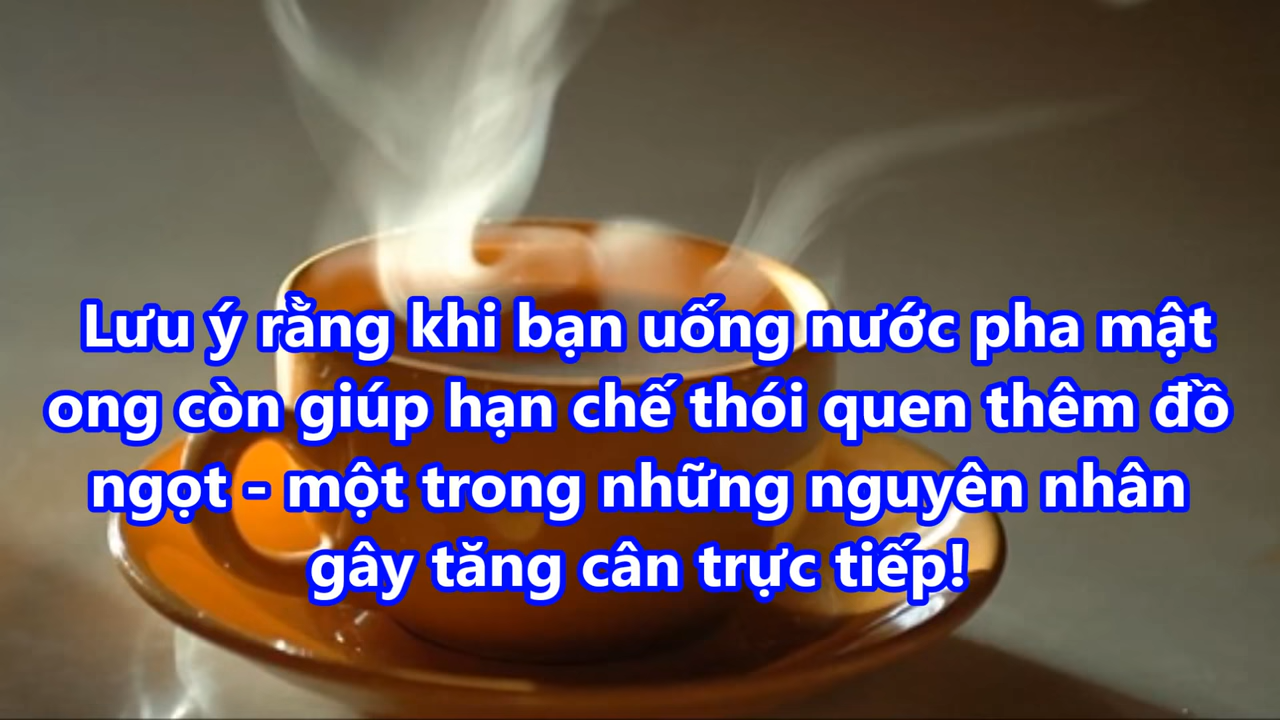 Lưu ý rằng khi bạn uống nước pha mật
ong còn giúp hạn chế thói quen thêm đồ
ngọt - một trong những nguyên nhân
gây tăng cân trực tiếp!